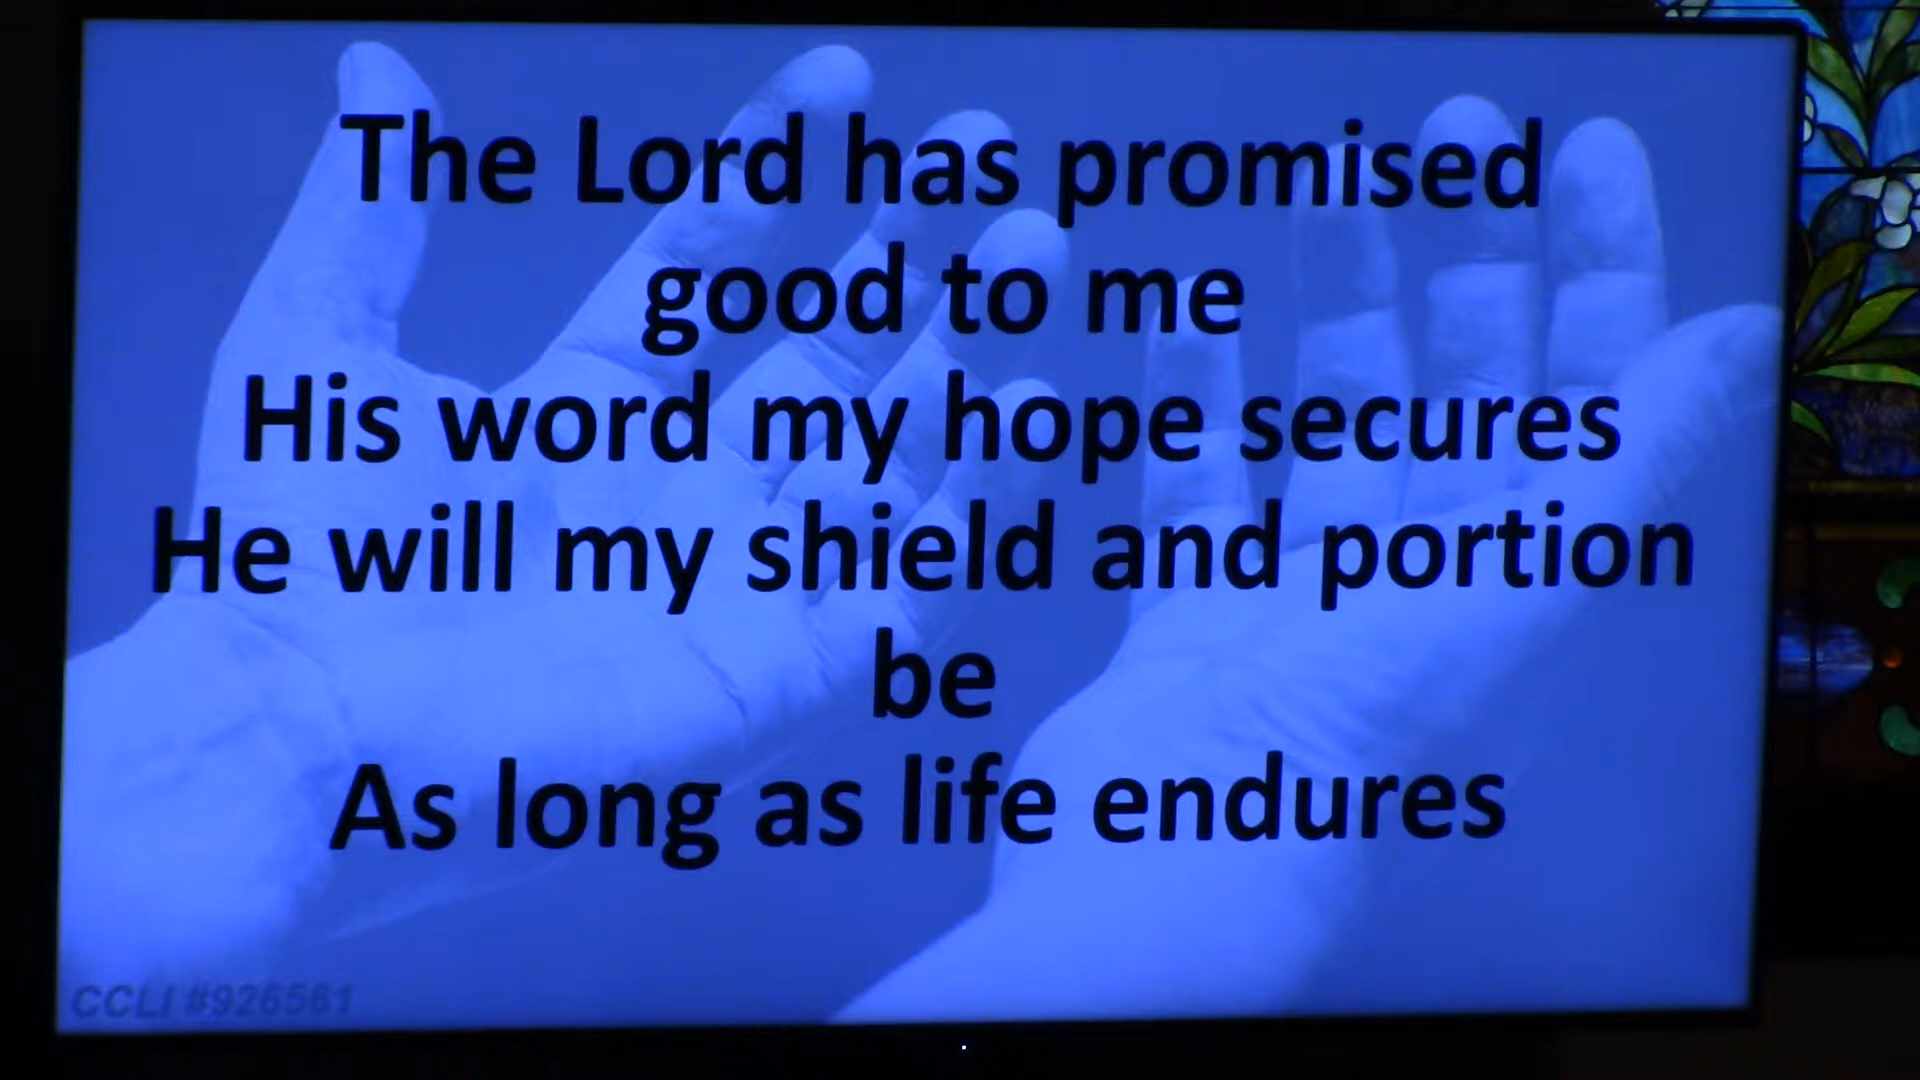 The Lord has promised
good to me
His word my hope secures
He will my shield and portion
be
As long as life endures
CCLI #926561